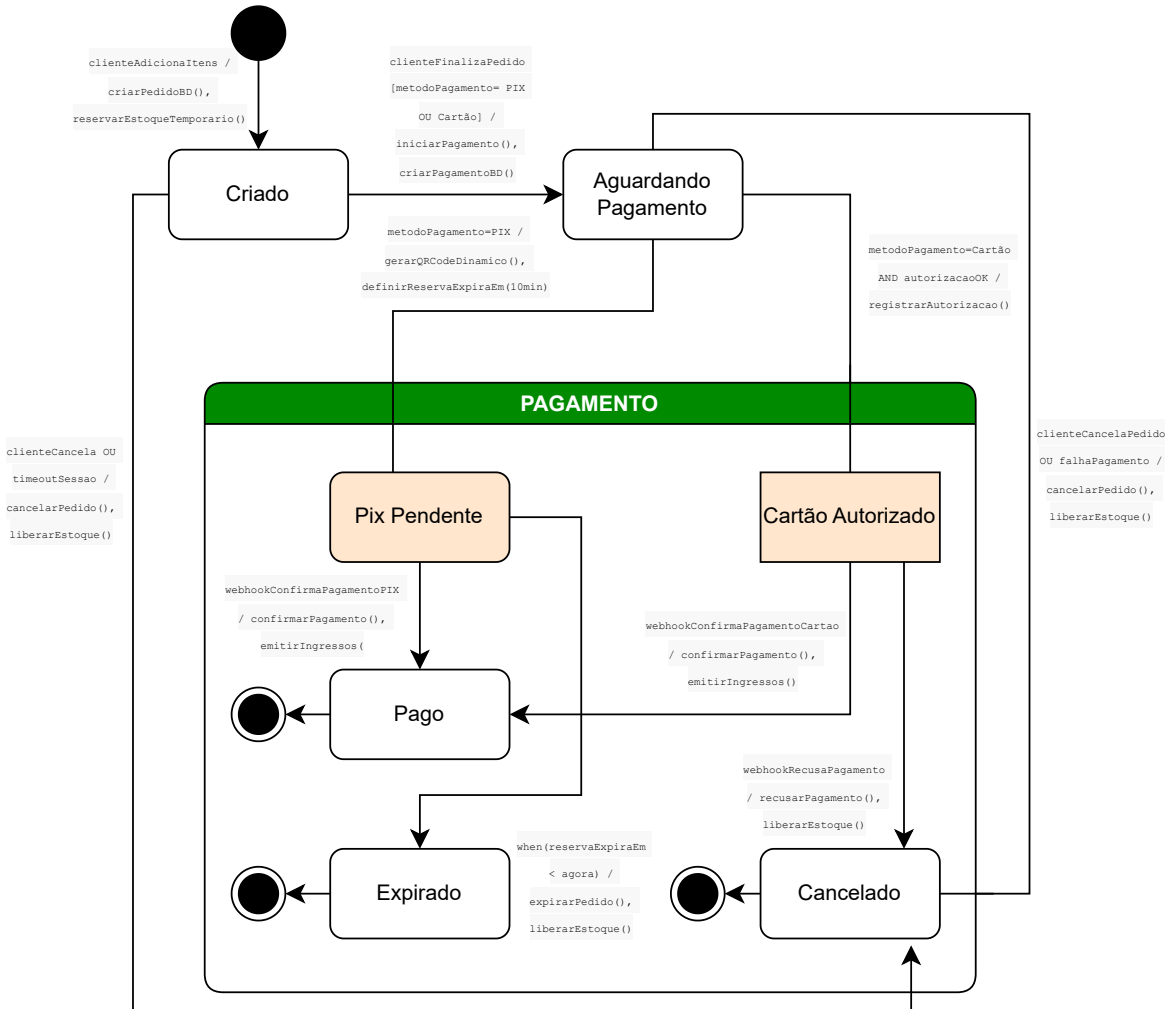 clienteAdicionaItens /
criarPedidoBD(),
reservarEstoqueTemporario()
clienteFinalizaPedido
[metodoPagamento= PIX
OU Cartão] /
iniciarPagamento(),
criarPagamentoBD()
Criado
Aguardando
Pagamento
metodoPagamento=PIX /
gerarQRCodeDinamico(),
definirReservaExpiraEm(10min)
metodoPagamento=Cartão
AND autorizacaoOK /
registrarAutorizacao()
PAGAMENTO
clienteCancela OU
timeoutSessao /
cancelarPedido(),
liberarEstoque()
clienteCancelaPedido
OU falhaPagamento /
cancelarPedido(),
liberarEstoque()
Pix Pendente
Cartão Autorizado
webhookConfirmaPagamentoPIX
/ confirmarPagamento(),
emitirIngressos(
webhookConfirmaPagamentoCartao
/ confirmarPagamento(),
emitirIngressos()
Pago
webhookRecusaPagamento
/ recusarPagamento(),
liberarEstoque()
Expirado
when(reservaExpiraEm
< agora) /
expirarPedido(),
liberarEstoque()
Cancelado